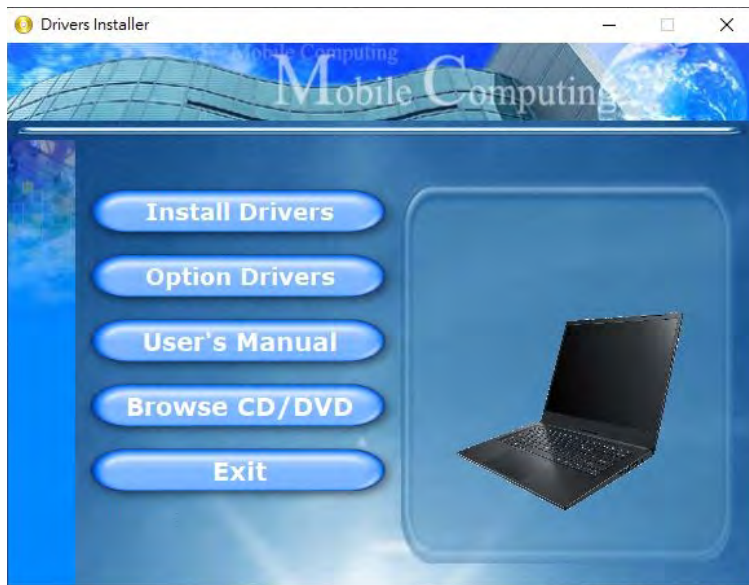 Drivers Installer
Mobile Computing
Mobile Computing
Install Drivers
Option Drivers
User's Manual
Browse CD/DVD
Exit